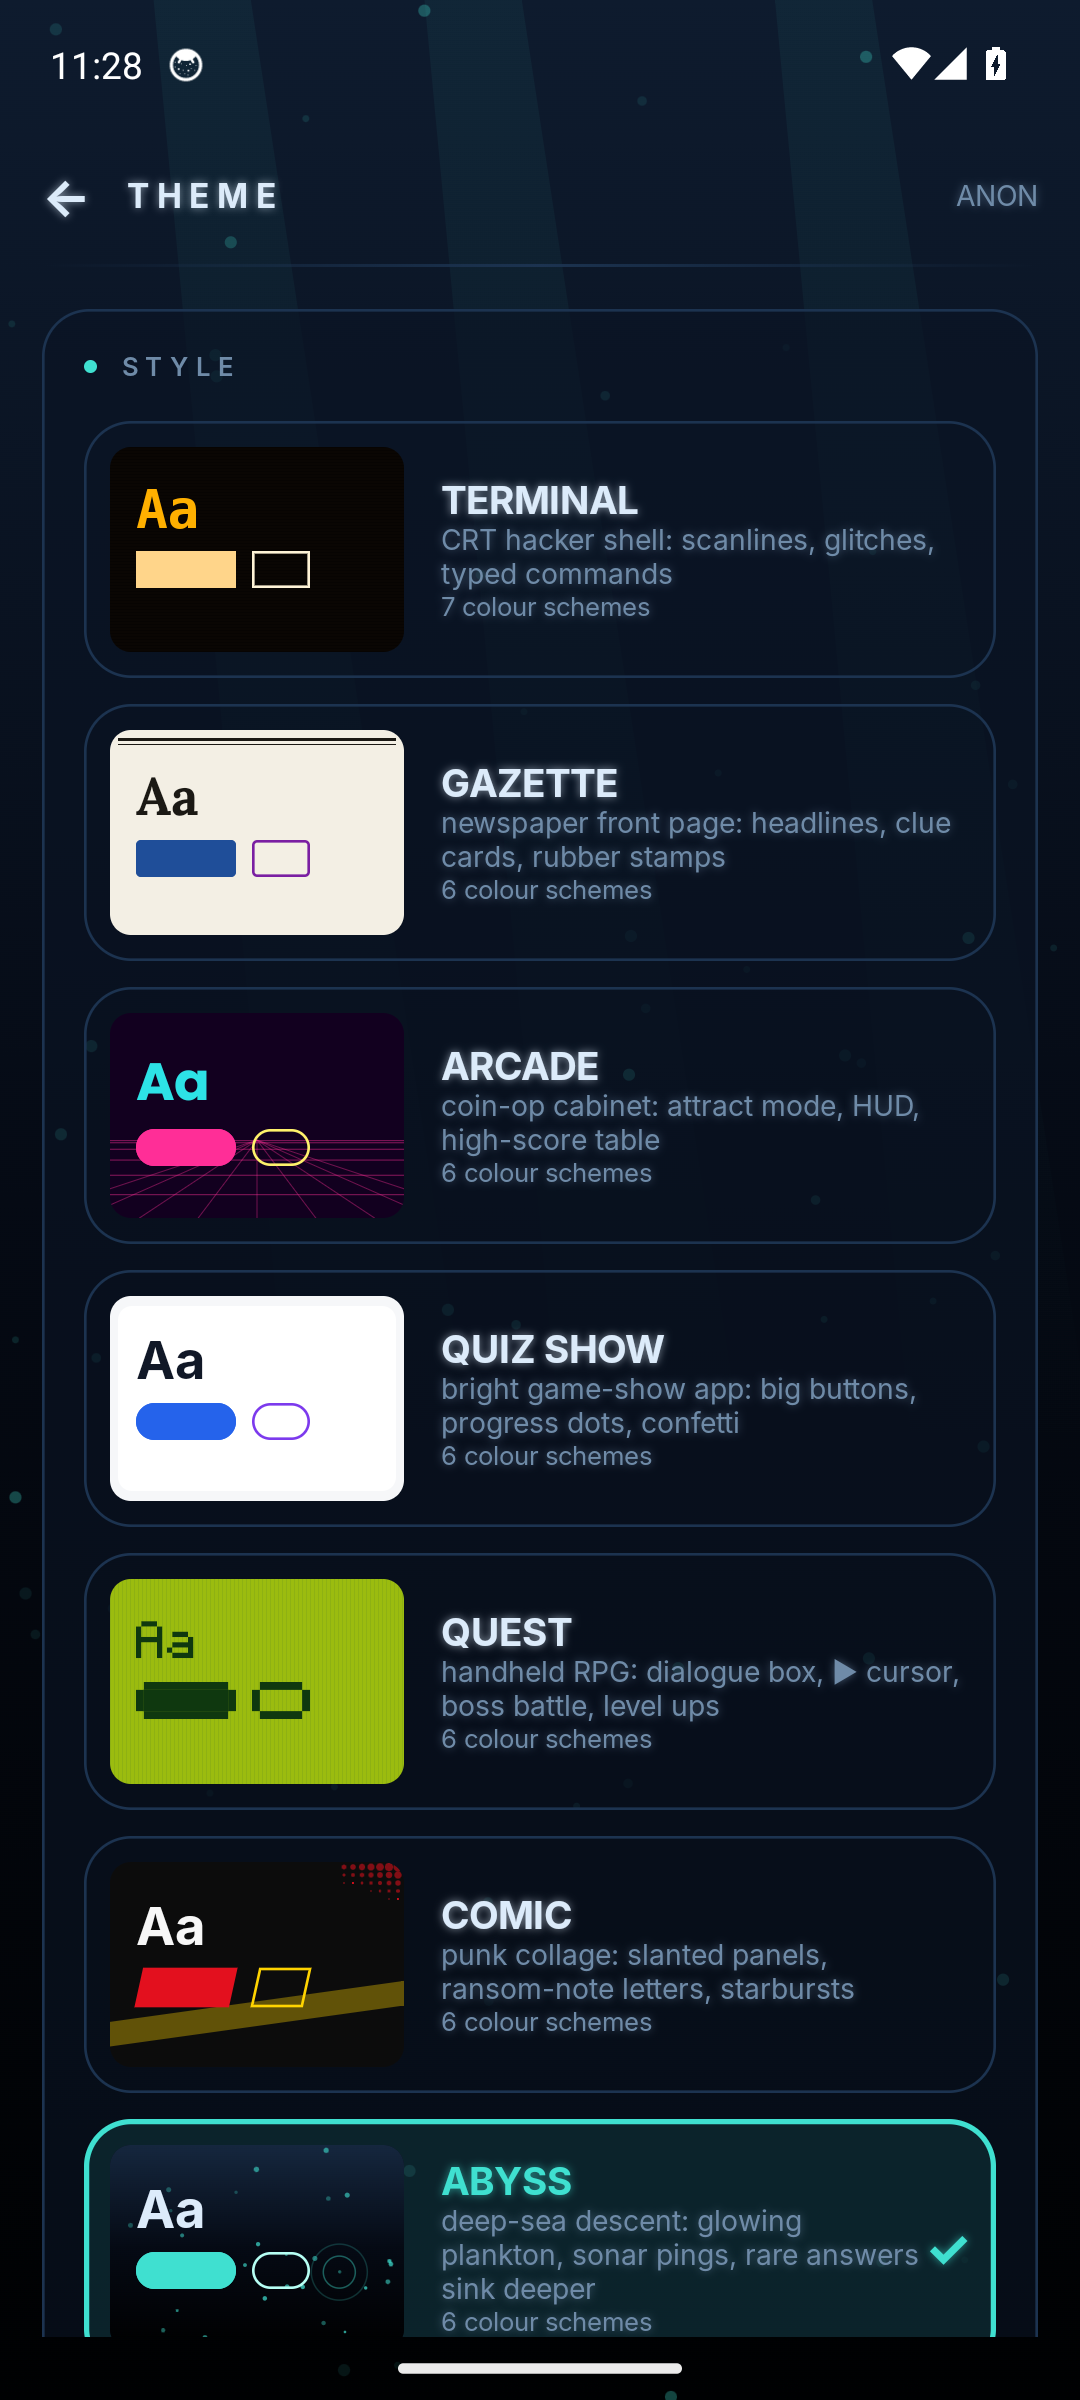 11:28
THEME
ANON
STYLE
Aa
TERMINAL
CRT hacker shell: scanlines, glitches,
typed commands
7 colour schemes
Aa
GAZETTE
newspaper front page: headlines, clue
cards, rubber stamps
6 colour schemes
Aa
ARCADE
coin-op cabinet: attract mode, HUD,
high-score table
6 colour schemes
Aa
QUIZ SHOW
bright game-show app: big buttons,
progress dots, confetti
6 colour schemes
Aa
QUEST
handheld RPG: dialogue box, ▶ cursor,
boss battle, level ups
6 colour schemes
Aa
COMIC
punk collage: slanted panels,
ransom-note letters, starbursts
6 colour schemes
Aa
ABYSS
deep-sea descent: glowing
plankton, sonar pings, rare answers
sink deeper
6 colour schemes